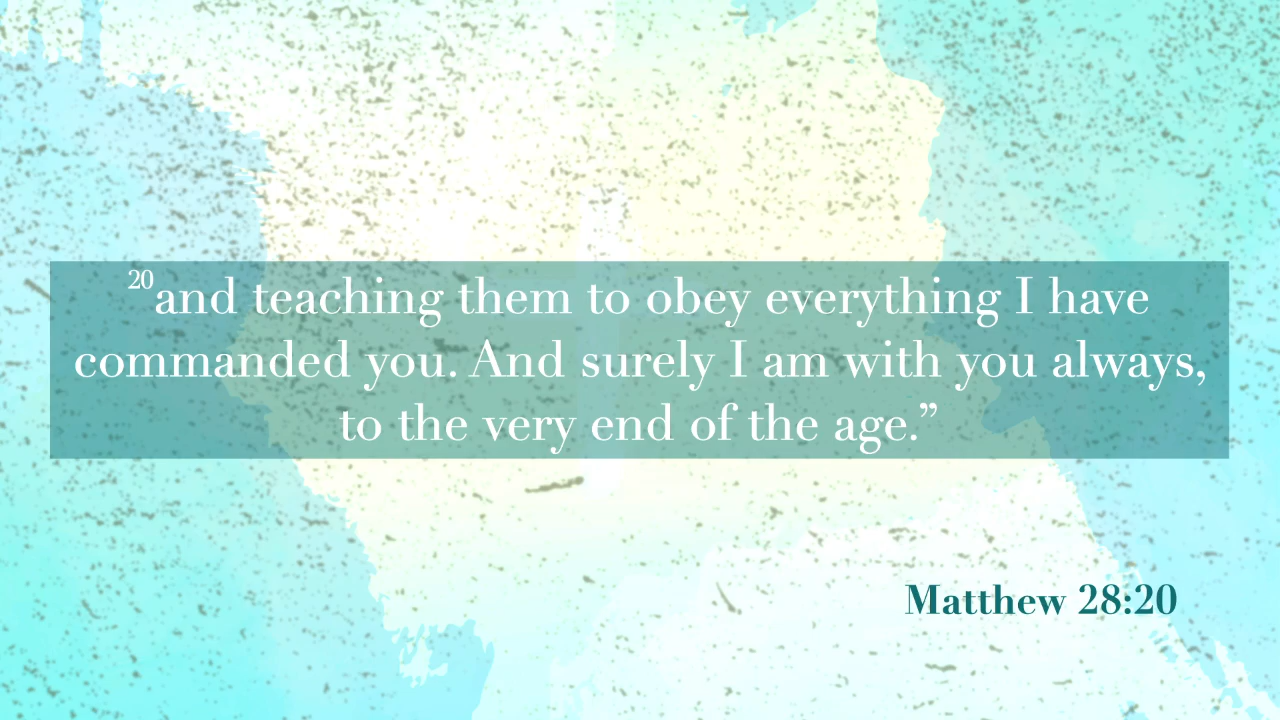 20and teaching them to obey everything I have
commanded you. And surely I am with you always,
to the very end of the age.”
Matthew 28:20